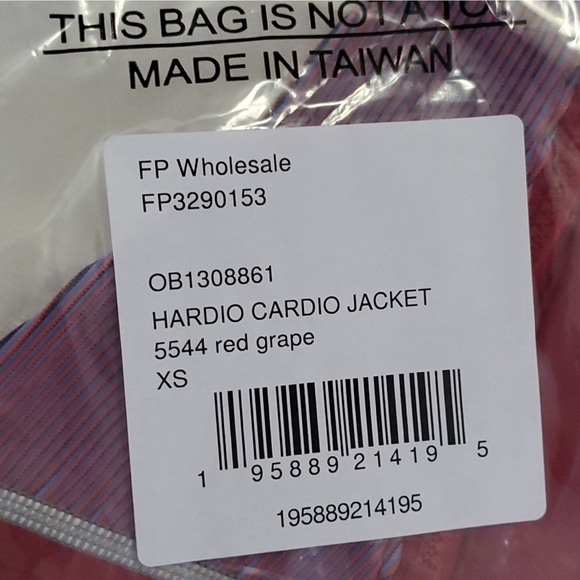 THIS BAG IS NOT A TOY
MADE IN TAIWAN
FP Wholesale
FP3290153
OB1308861
HARDIO CARDIO JACKET
5544 red grape
XS
1 95889 21419 5
195889214195